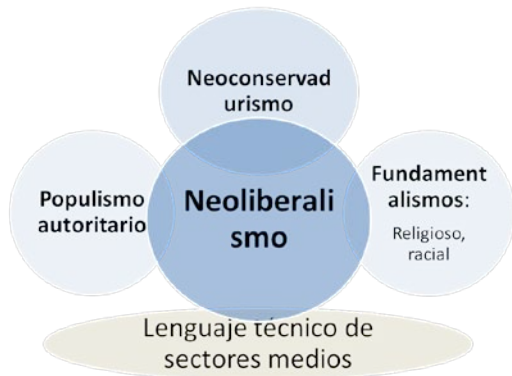 Neoconservad
urismo
Populismo
autoritario
Neoliberali
smo
Fundament
alismos:
Religioso,
racial
Lenguaje técnico de
sectores medios